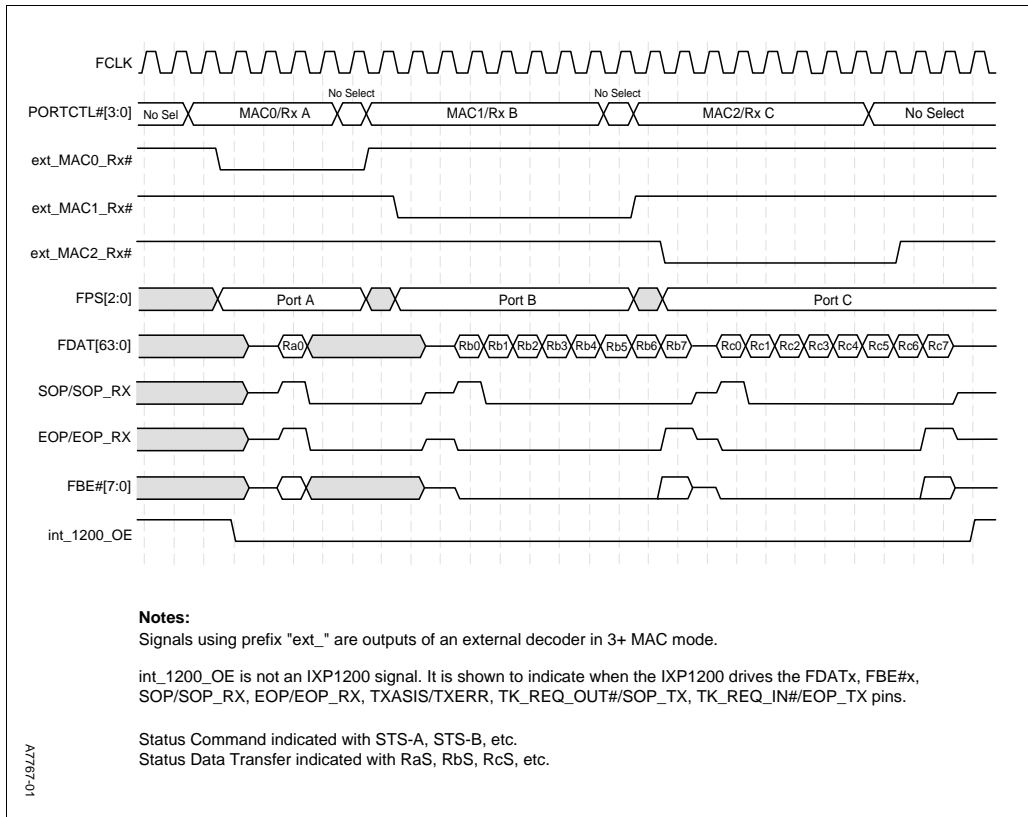 FCLK
No Select No Select
PORTCTL#[3:0] No Sel MAC0/Rx A MAC1/Rx B MAC2/Rx C No Select
ext_MAC0_Rx#
ext_MAC1_Rx#
ext_MAC2_Rx#
FPS[2:0] Port A Port B Port C
FDAT[63:0] Ra0 Rb0 Rb1 Rb2 Rb3 Rb4 Rb5 Rb6 Rb7 Rc0 Rc1 Rc2 Rc3 Rc4 Rc5 Rc6 Rc7
SOP/SOP_RX
EOP/EOP_RX
FBE#[7:0]
int_1200_OE
Notes:
Signals using prefix "ext_" are outputs of an external decoder in 3+ MAC mode.
int_1200_OE is not an IXP1200 signal. It is shown to indicate when the IXP1200 drives the FDATx, FBE#x,
SOP/SOP_RX, EOP/EOP_RX, TXASIS/TXERR, TK_REQ_OUT#/SOP_TX, TK_REQ_IN#/EOP_TX pins.
Status Command indicated with STS-A, STS-B, etc.
Status Data Transfer indicated with RaS, RbS, RcS, etc.
A7767-01